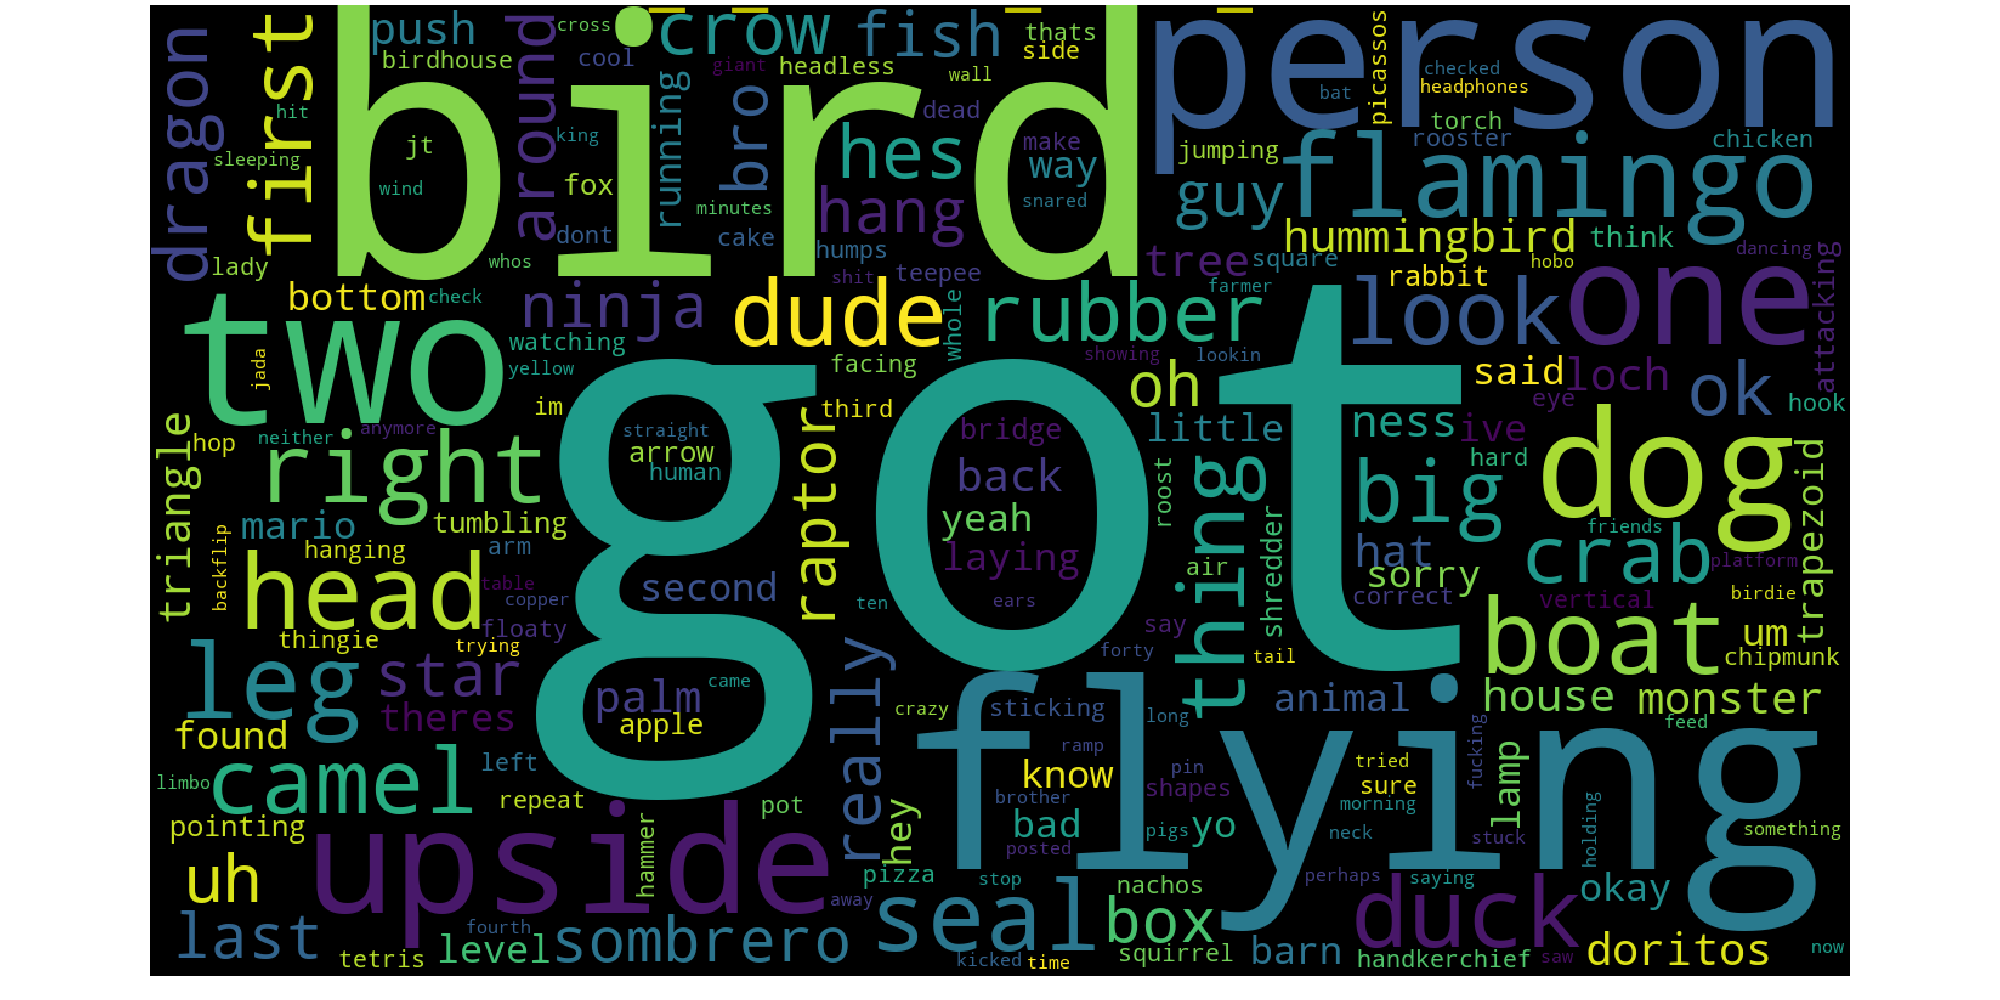 dragon
first
push
bird
birdhouse
around
cross
cool
crow
giant
fish
headless
wall
thats
side
person
picassos
checked
headphones
bat
torch
rooster
chicken
hit
jt
sleeping
wind
king
running
bro
dead
hes
make
way
snared
jumping
guy
flamingo
fox
minutes
hang
dont
cake
humps
hummingbird
think
dancing
lady
whos
teepee
shit
tree
square
rabbit
hobo
farmer
one
attacking
bottom
check
ninja
dude
whole
rubber
look
two
watching
yellow
jada
facing
showing
lookin
said
loch
eye
ok
hook
oh
im
third
raptor
got
hop
neither
anymore
straight
arrow
human
bridge
little
ness
ive
dog
triangle
right
back
yeah
roost
thing
big
hard
trapezoid
mario
tumbling
laying
air
shredder
hat
sorry
correct
crab
friends
platform
backflip
hanging
arm
table
copper
head
second
ten
ears
vertical
birdie
thingie
floaty
trying
say
forty
tail
boat
um
chipmunk
leg
star
theres
palm
apple
came
really
crazy
sticking
long
animal
house
monster
found
flying
feed
fucking
limbo
camel
left
ramp
know
pin
shapes
tried
sure
lamp
repeat
pot
hey
brother
morning
pointing
upside
hammer
bad
posted
pigs
yo
neck
stuck
holding
something
uh
pizza
stop
nachos
perhaps
saying
okay
away
duck
last
fourth
tetris
level
sombrero
seal
kicked
time
box
squirrel
barn
handkerchief
saw
doritos
now